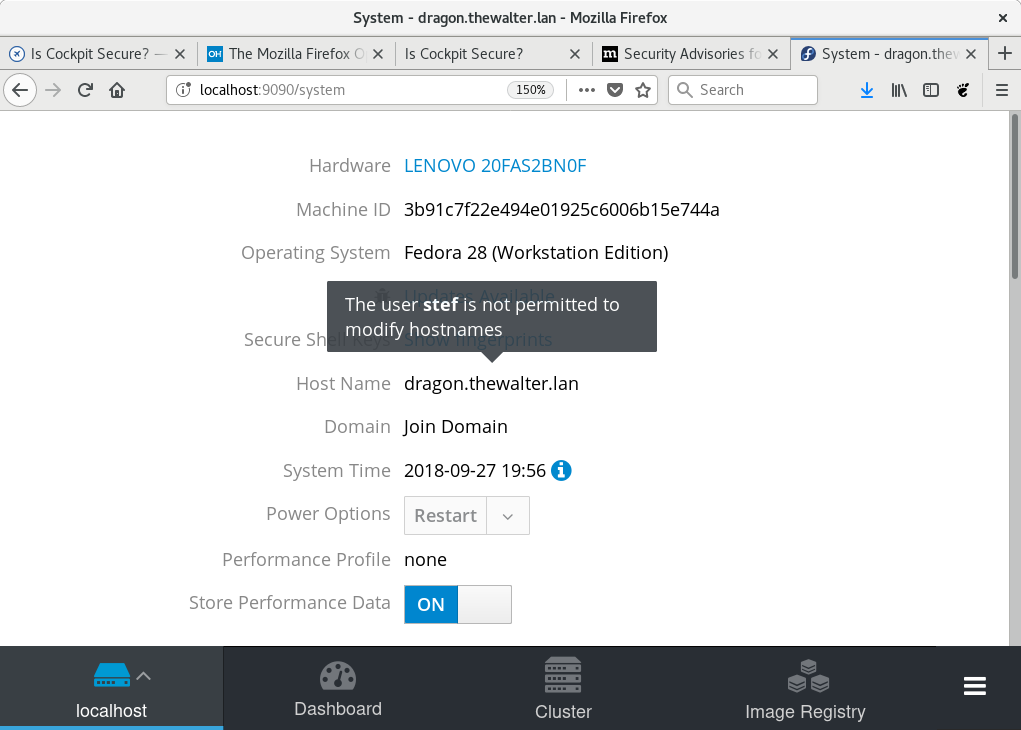 System - dragon.thewalter.lan - Mozilla Firefox
Is Cockpit Secure? —
The Mozilla Firefox O
Is Cockpit Secure?
Security Advisories fo
System - dragon.thew
localhost:9090/system
150%
Search
Hardware LENOVO 20FAS2BN0F
Machine ID 3b91c7f22e494e01925c6006b15e744a
Operating System Fedora 28 (Workstation Edition)
Updates Available
The user stef is not permitted to
modify hostnames
Secure Shell Keys Show fingerprints
Host Name dragon.thewalter.lan
Domain Join Domain
System Time 2018-09-27 19:56
Power Options Restart
Performance Profile none
Store Performance Data ON
localhost
Dashboard
Cluster
Image Registry